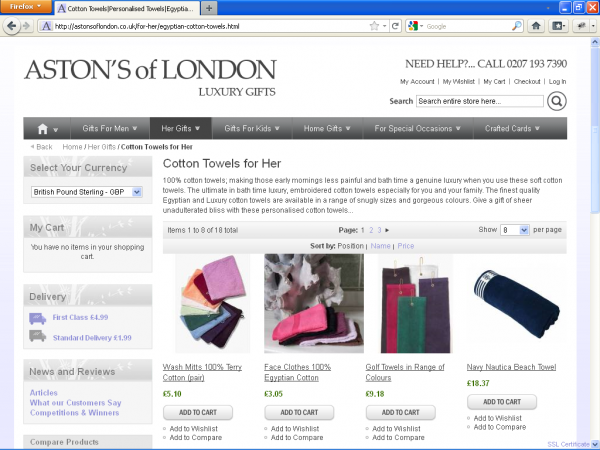 Firefox
Cotton Towels|Personalised Towels|Egyptia...
http://astonsoflondon.co.uk/for-her/egyptian-cotton-towels.html
Google
ASTON'S of LONDON
LUXURY GIFTS
NEED HELP?... CALL 0207 193 7390
My Account | My Wishlist | My Cart | Checkout | Log In
Search Search entire store here...
Gifts For Men Her Gifts Gifts For Kids Home Gifts For Special Occasions Crafted Cards
Back Home / Her Gifts / Cotton Towels for Her
Select Your Currency
British Pound Sterling - GBP
My Cart
You have no items in your shopping
cart.
Delivery
First Class £4.99
Standard Delivery £1.99
News and Reviews
Articles
What our Customers Say
Competitions & Winners
Compare Products
Cotton Towels for Her
100% cotton towels; making those early mornings less painful and bath time a genuine luxury when you use these soft cotton
towels. The ultimate in bath time luxury, embroidered cotton towels especially for you and your family. The finest quality
Egyptian and Luxury cotton towels are available in a range of snugly sizes and gorgeous colours. Give a gift of sheer
unadulterated bliss with these personalised cotton towels...
Items 1 to 8 of 18 total Page: 1 2 3 Show 8 per page
Sort by: Position | Name | Price
Wash Mitts 100% Terry
Cotton (pair)
£5.10
ADD TO CART
Add to Wishlist
Add to Compare
Face Clothes 100%
Egyptian Cotton
£3.05
ADD TO CART
Add to Wishlist
Add to Compare
Golf Towels in Range of
Colours
£9.18
ADD TO CART
Add to Wishlist
Add to Compare
Navy Nautica Beach Towel
£18.37
ADD TO CART
Add to Wishlist
Add to Compare
SSL Certificate